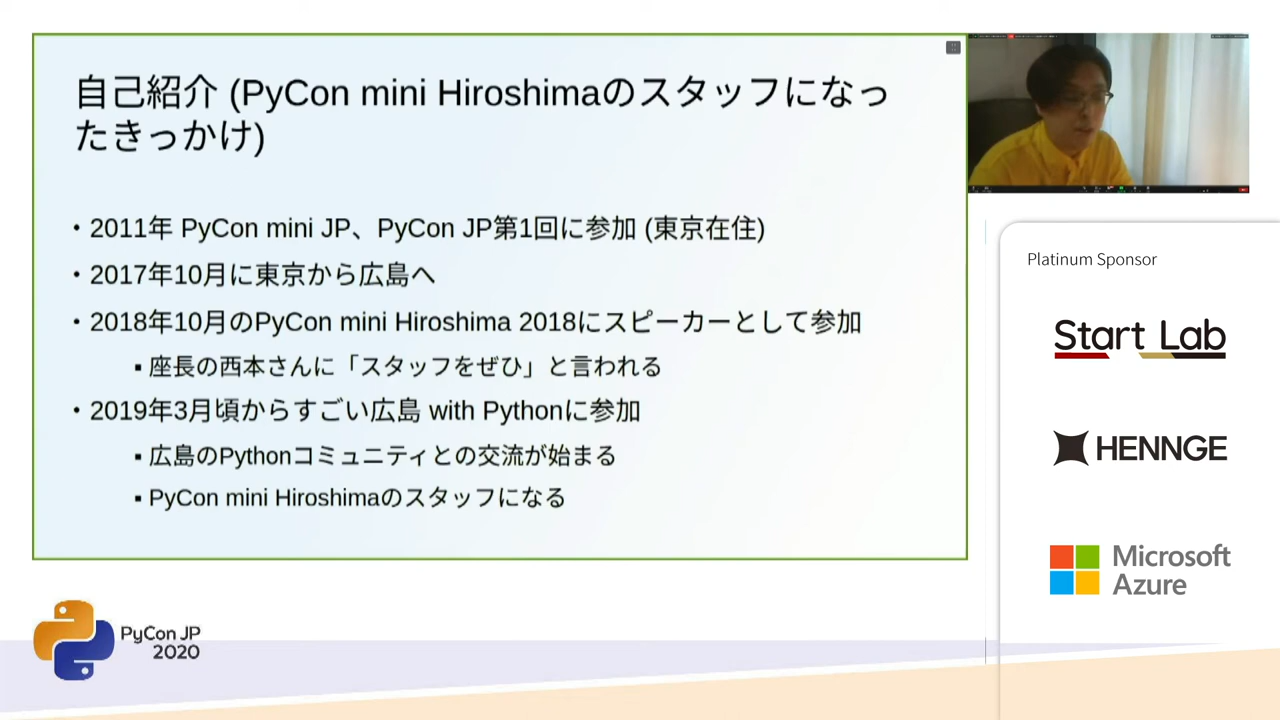 自己紹介 (PyCon mini Hiroshimaのスタッフになっ
たきっかけ)
・2011年 PyCon mini JP、PyCon JP第1回に参加 (東京在住)
・2017年10月に東京から広島へ
・2018年10月のPyCon mini Hiroshima 2018にスピーカーとして参加
▪座長の西本さんに「スタッフをぜひ」と言われる
・2019年3月頃からすごい広島 with Pythonに参加
▪広島のPythonコミュニティとの交流が始まる
▪PyCon mini Hiroshimaのスタッフになる
Platinum Sponsor
Start Lab
HENNGE
Microsoft
Azure
PyCon JP
2020